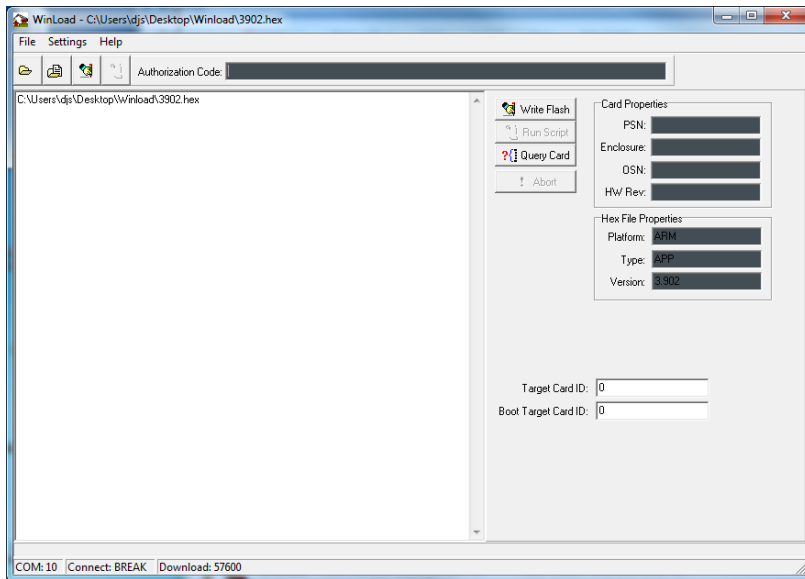 WinLoad - C:\Users\djs\Desktop\Winload\3902.hex
File Settings Help
Authorization Code:
C:\Users\djs\Desktop\Winload\3902.hex
Write Flash
Run Script
?{] Query Card
! Abort
Card Properties
PSN:
Enclosure:
OSN:
HW Rev:
Hex File Properties
Platform: ARM
Type: APP
Version: 3.902
Target Card ID: 0
Boot Target Card ID: 0
COM: 10 Connect: BREAK Download: 57600